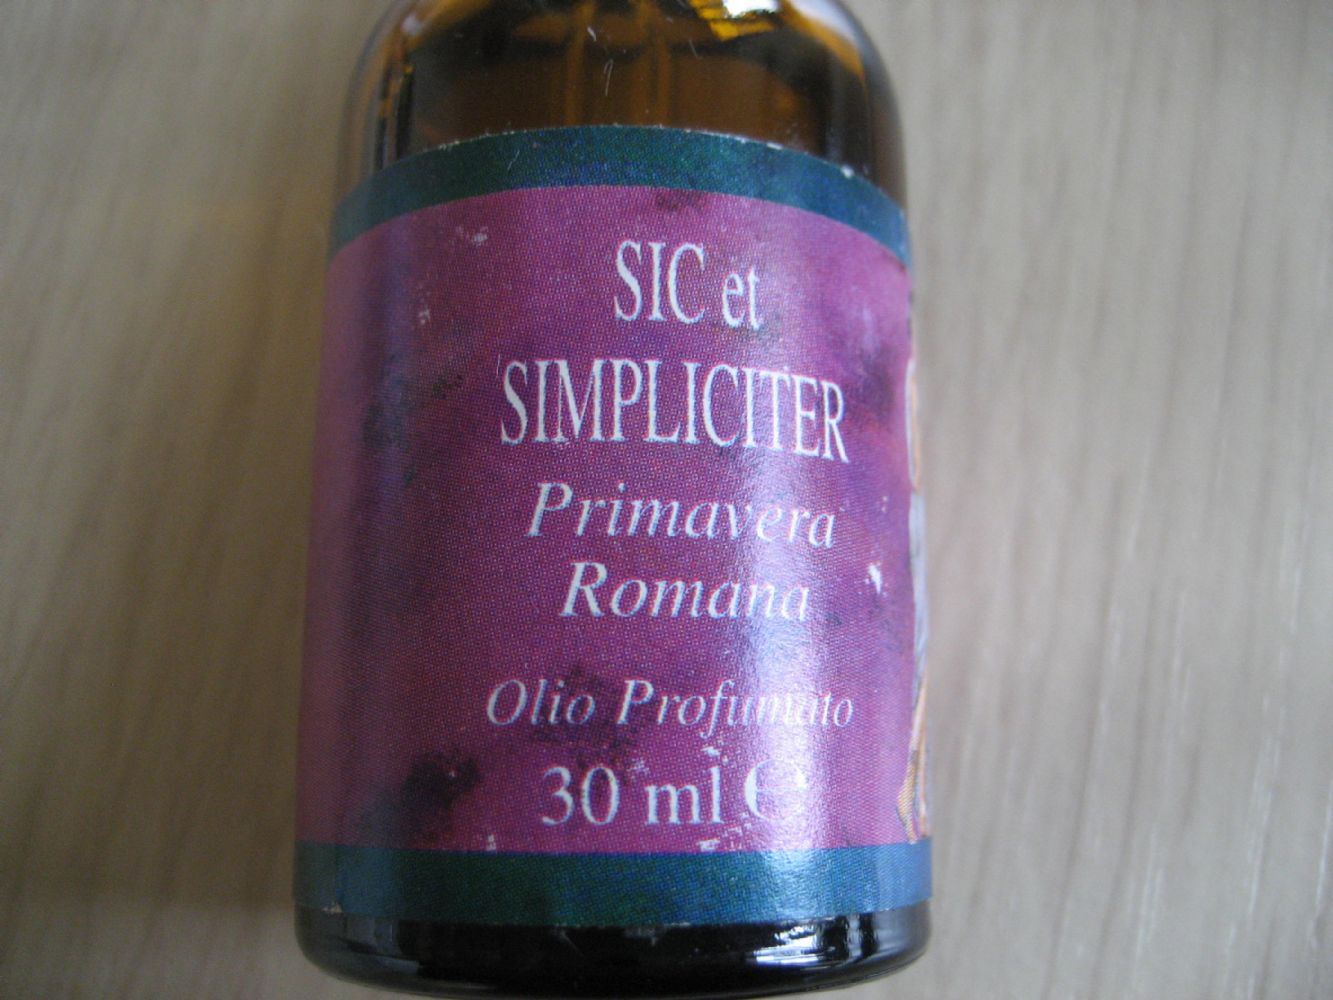 SIC et
SIMPLICITER
Primavera
Romana
Olio Profumato
30 ml ℮